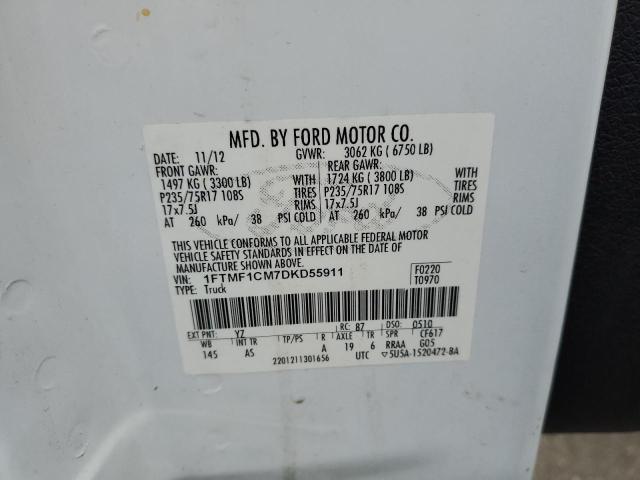 MFD. BY FORD MOTOR CO.
DATE: 11/12 GVWR: 3062 KG ( 6750 LB)
FRONT GAWR: REAR GAWR:
1497 KG ( 3300 LB) WITH 1724 KG ( 3800 LB) WITH
P235/75R17 108S TIRES P235/75R17 108S TIRES
17x7.5J RIMS 17x7.5J RIMS
AT 260 kPa/ 38 PSI COLD AT 260 kPa/ 38 PSI COLD
THIS VEHICLE CONFORMS TO ALL APPLICABLE FEDERAL MOTOR
VEHICLE SAFETY STANDARDS IN EFFECT ON THE DATE OF
MANUFACTURE SHOWN ABOVE.
VIN: 1FTMF1CM7DKD55911 F0220
TYPE: Truck T0970
EXT PNT: YZ RC: 87 DSO: 0510
WB INT TR TP/PS R AXLE TR SPR CF617
145 AS A 19 6 RRAA G05
2201211301656 UTC ▽5U5A-1520472-BA